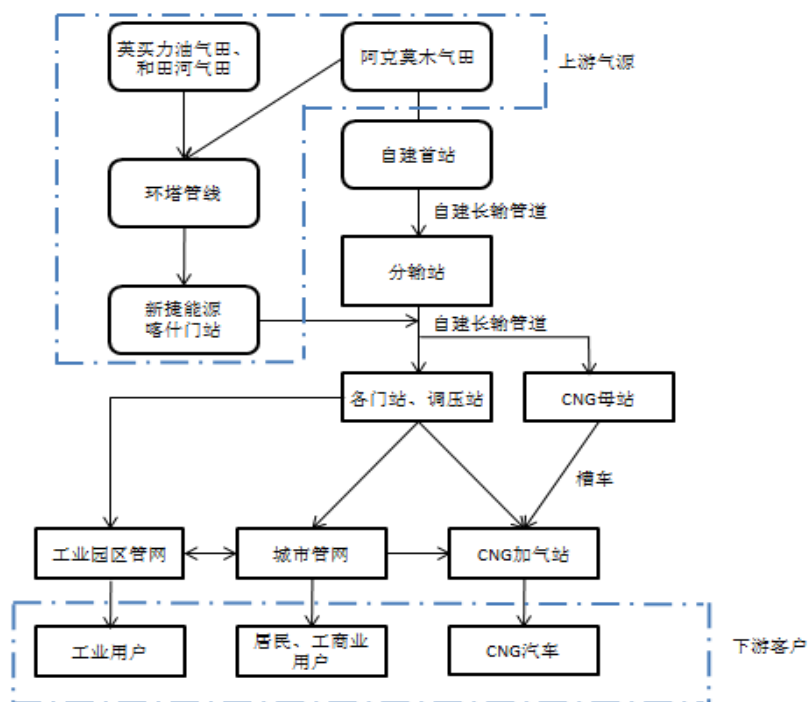 英买力油气田、
和田河气田
阿克莫木气田
上游气源
自建首站
环塔管线
自建长输管道
分输站
新捷能源
喀什门站
自建长输管道
各门站、调压站
CNG母站
槽车
工业园区管网
城市管网
CNG加气站
工业用户
居民、工商业
用户
CNG汽车
下游客户